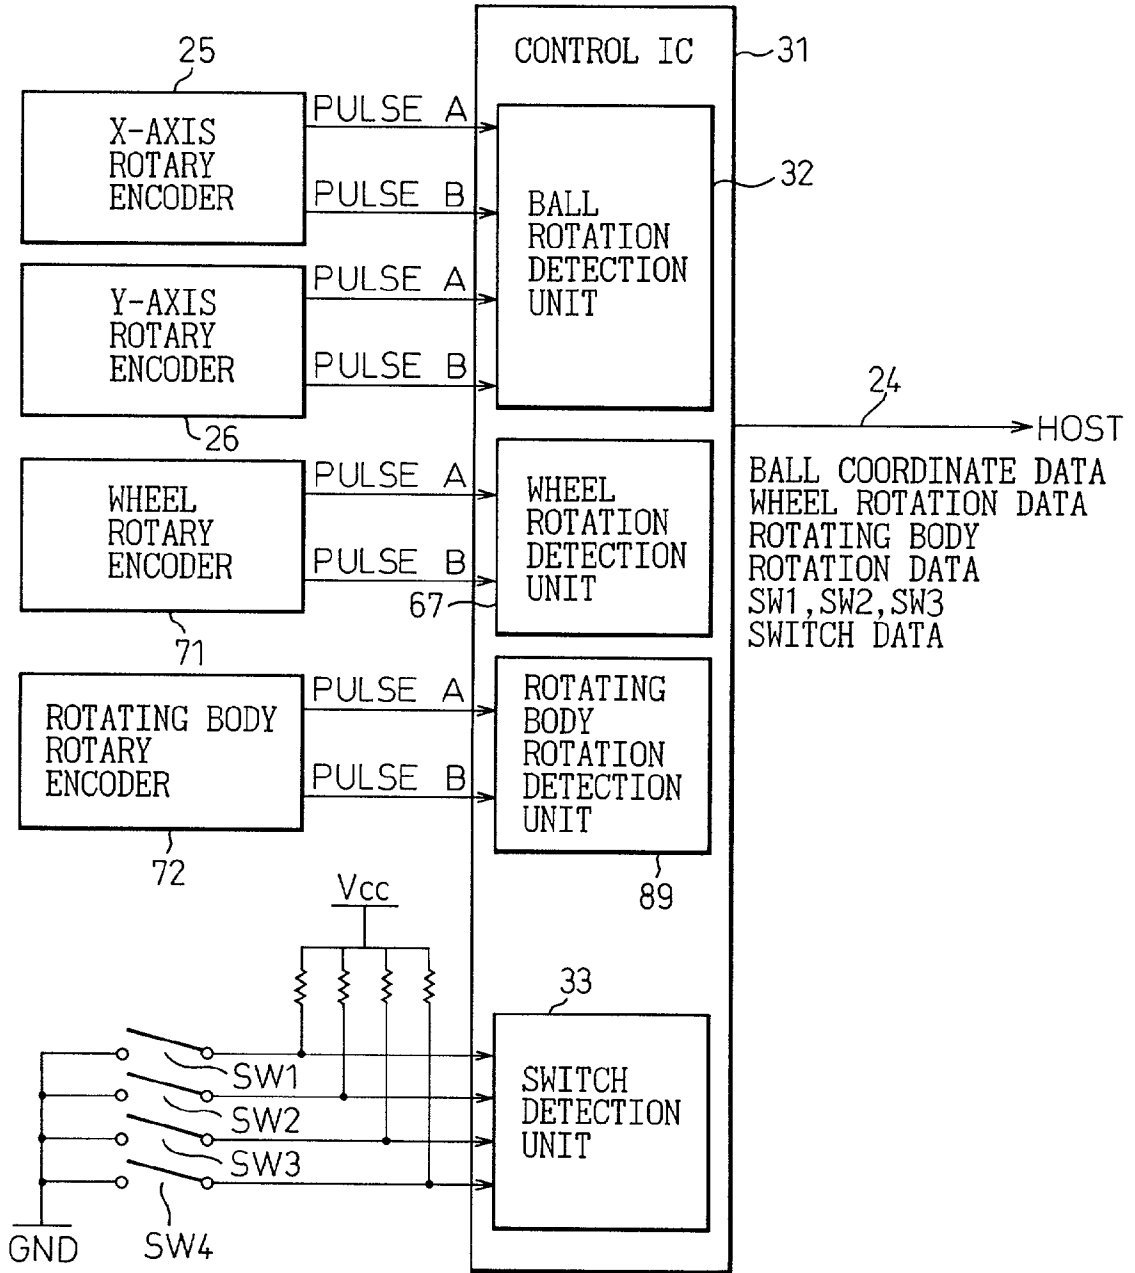 CONTROL IC
31
25
X-AXIS
ROTARY
ENCODER
PULSE A
PULSE B
BALL
ROTATION
DETECTION
UNIT
32
Y-AXIS
ROTARY
ENCODER
26
PULSE A
PULSE B
24
HOST
BALL COORDINATE DATA
WHEEL ROTATION DATA
ROTATING BODY
ROTATION DATA
SW1,SW2,SW3
SWITCH DATA
WHEEL
ROTARY
ENCODER
71
PULSE A
PULSE B
67
WHEEL
ROTATION
DETECTION
UNIT
ROTATING BODY
ROTARY
ENCODER
72
PULSE A
PULSE B
ROTATING
BODY
ROTATION
DETECTION
UNIT
89
Vcc
33
SWITCH
DETECTION
UNIT
SW1
SW2
SW3
SW4
GND